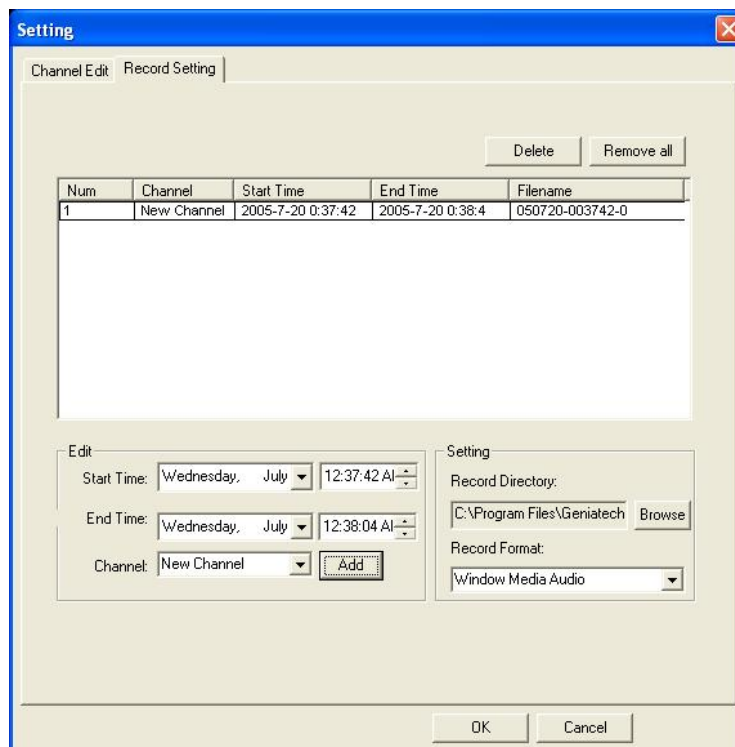 Setting
Channel Edit Record Setting
Delete Remove all
Num Channel Start Time End Time Filename
1 New Channel 2005-7-20 0:37:42 2005-7-20 0:38:4 050720-003742-0
Edit
Start Time: Wednesday, July 12:37:42 Al
End Time: Wednesday, July 12:38:04 Al
Channel: New Channel Add
Setting
Record Directory:
C:\Program Files\Geniatech Browse
Record Format:
Window Media Audio
OK Cancel